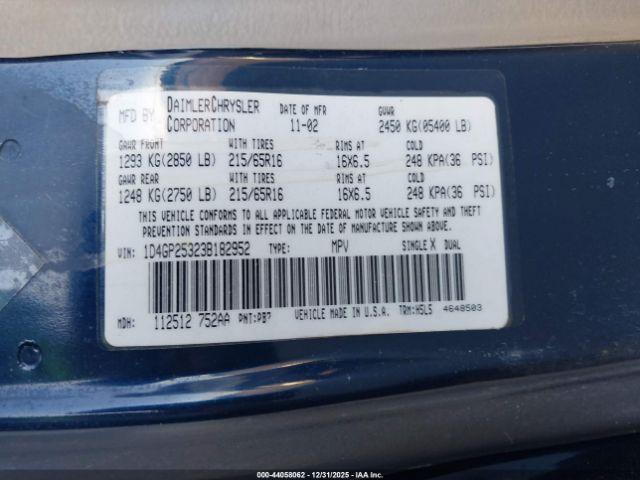 MFD BY DAIMLERCHRYSLER CORPORATION DATE OF MFR 11-02 GVWR 2450 KG(05400 LB)
GAWR FRONT WITH TIRES RIMS AT COLD
1293 KG(2850 LB) 215/65R16 16X6.5 248 KPA(36 PSI)
GAWR REAR WITH TIRES RIMS AT COLD
1248 KG(2750 LB) 215/65R16 16X6.5 248 KPA(36 PSI)
THIS VEHICLE CONFORMS TO ALL APPLICABLE FEDERAL MOTOR VEHICLE SAFETY AND THEFT
PREVENTION STANDARDS IN EFFECT ON THE DATE OF MANUFACTURE SHOWN ABOVE.
VIN: 1D4GP25323B182952 TYPE: MPV SINGLE X DUAL
MDH: 112512 752AA PNT:PB7 VEHICLE MADE IN U.S.A. TRM:H5LS 4648503
12/30-44058062 - 12/31/2025 - IAA Inc.